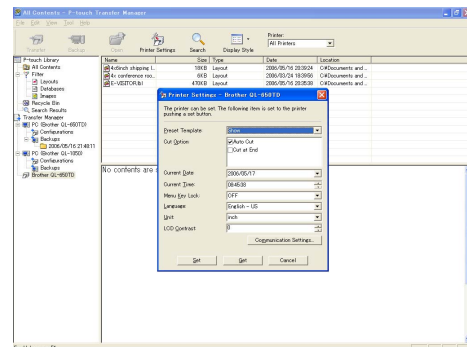 All Contents - P-touch Transfer Manager
File Edit View Tool Help
Transfer Backup Open Printer Settings Search Display Style
Printer:
All Printers
P-touch Library
All Contents
Filter
Layouts
Databases
Images
Recycle Bin
Search Results
Transfer Manager
PC (Brother QL-650TD)
Configurations
Backups
2006/05/16 21:40:11
PC (Brother QL-1050)
Configurations
Backups
Brother QL-650TD
Name Size Type Date Location
4x6inch shipping l... 18KB Layout 2006/05/16 20:39:24 C:¥Documents and ...
4x conference roo... 6KB Layout 2006/03/24 18:39:56 C:¥Documents and ...
E-VISITOR.lbl 470KB Layout 2006/05/16 20:35:38 C:¥Documents and ...
No contents are
Printer Settings - Brother QL-650TD
The printer can be set. The following item is set to the printer
pushing a set button.
Preset Template Show
Cut Option Auto Cut
Cut at End
Current Date 2006/05/17
Current Time: 08:45:38
Menu Key Lock: OFF
Language English - US
Unit inch
LCD Contrast 0
Communication Settings...
Set Get Cancel